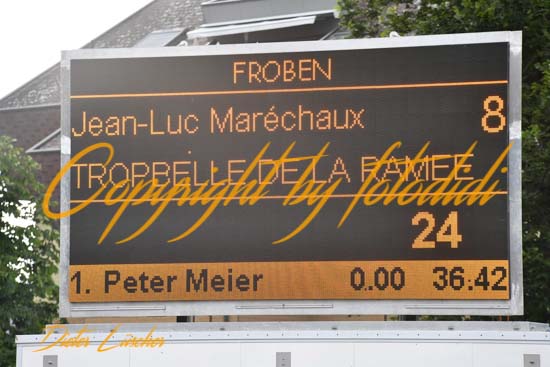 FROBEN
Jean-Luc Maréchaux 8
TROPBELLE DE LA RAMEE
Copyright by fotodidi
24
1. Peter Meier 0.00 36.42